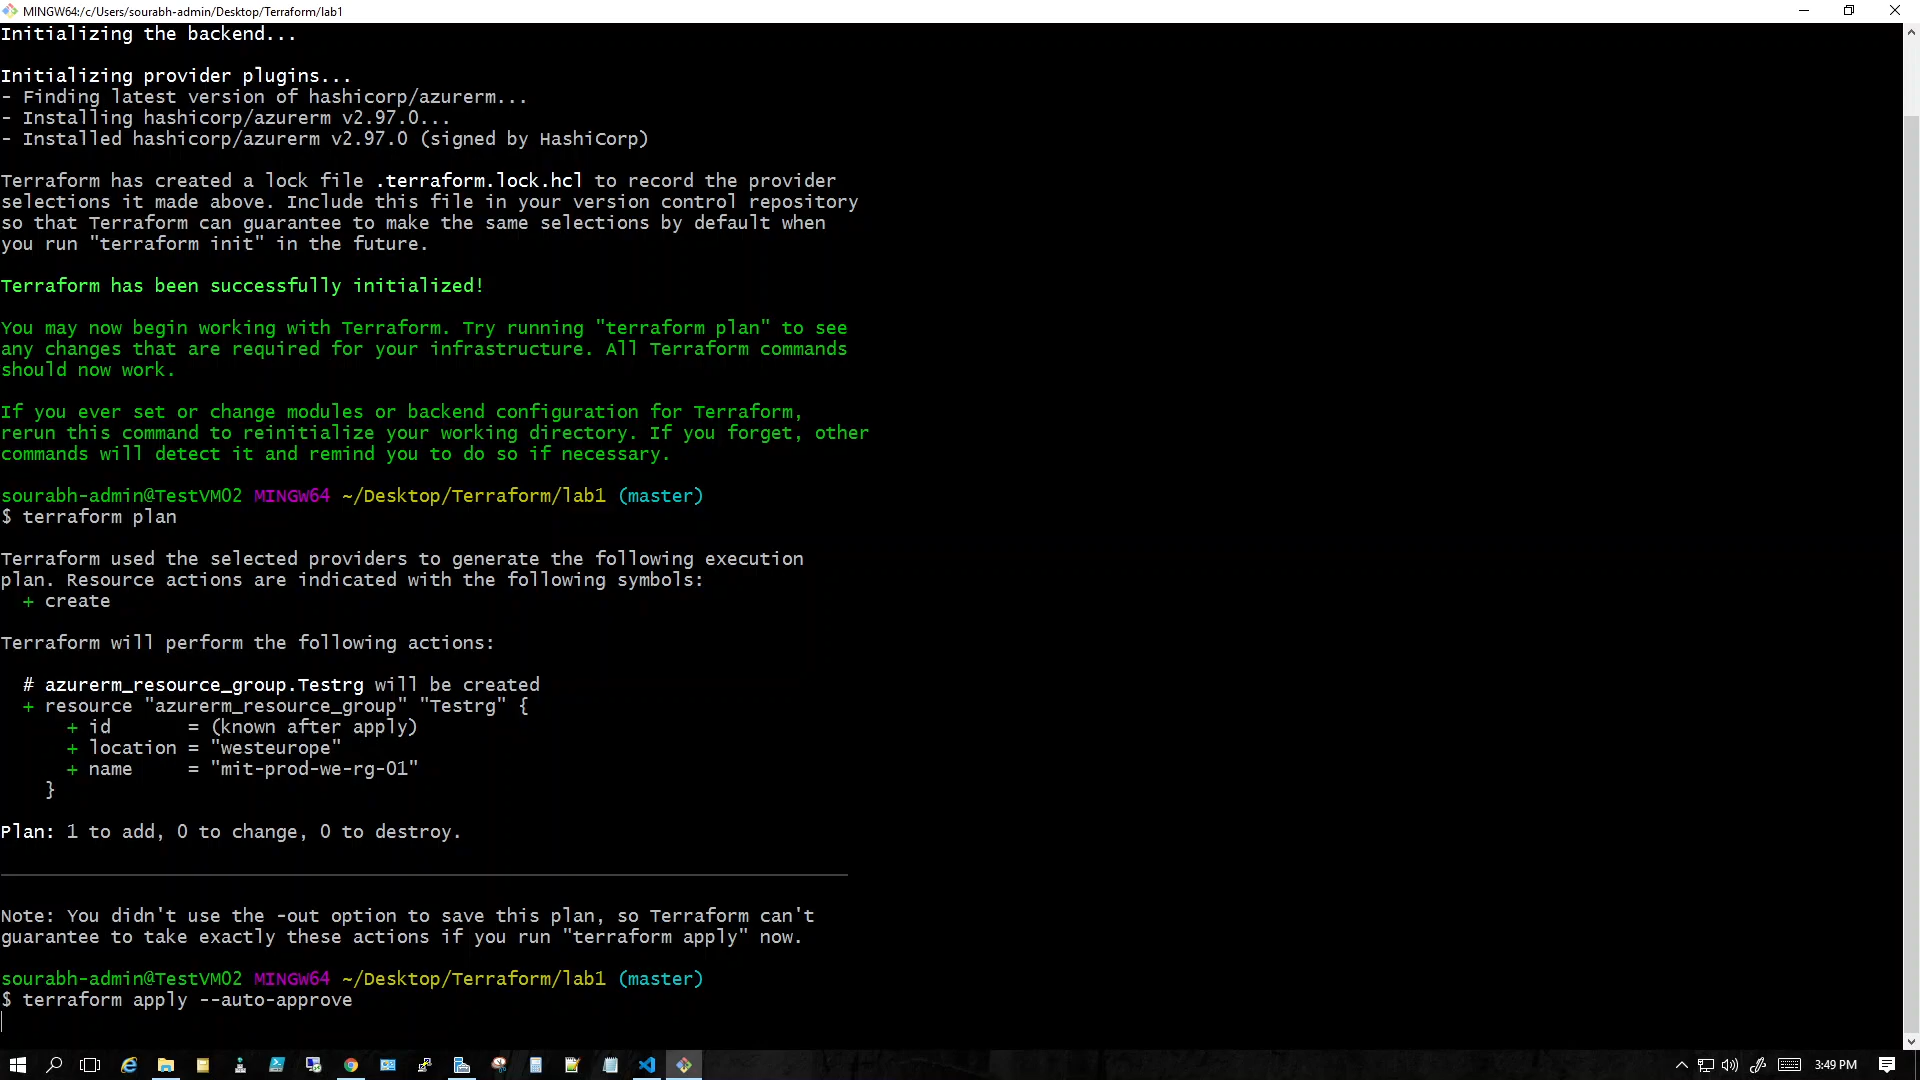 MINGW64:/c/Users/sourabh-admin/Desktop/Terraform/lab1
Initializing the backend...
Initializing provider plugins...
- Finding latest version of hashicorp/azurerm...
- Installing hashicorp/azurerm v2.97.0...
- Installed hashicorp/azurerm v2.97.0 (signed by HashiCorp)
Terraform has created a lock file .terraform.lock.hcl to record the provider
selections it made above. Include this file in your version control repository
so that Terraform can guarantee to make the same selections by default when
you run "terraform init" in the future.
Terraform has been successfully initialized!
You may now begin working with Terraform. Try running "terraform plan" to see
any changes that are required for your infrastructure. All Terraform commands
should now work.
If you ever set or change modules or backend configuration for Terraform,
rerun this command to reinitialize your working directory. If you forget, other
commands will detect it and remind you to do so if necessary.
sourabh-admin@TestVM02 MINGW64 ~/Desktop/Terraform/lab1 (master)
$ terraform plan
Terraform used the selected providers to generate the following execution
plan. Resource actions are indicated with the following symbols:
+ create
Terraform will perform the following actions:
# azurerm_resource_group.Testrg will be created
+ resource "azurerm_resource_group" "Testrg" {
+ id = (known after apply)
+ location = "westeurope"
+ name = "mit-prod-we-rg-01"
}
Plan: 1 to add, 0 to change, 0 to destroy.
Note: You didn't use the -out option to save this plan, so Terraform can't
guarantee to take exactly these actions if you run "terraform apply" now.
sourabh-admin@TestVM02 MINGW64 ~/Desktop/Terraform/lab1 (master)
$ terraform apply --auto-approve
3:49 PM